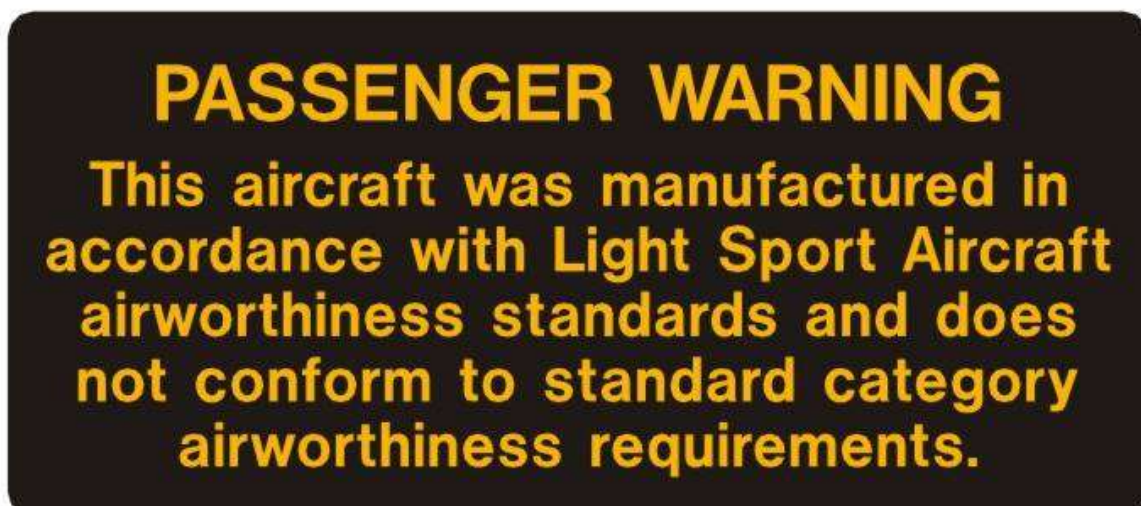 PASSENGER WARNING
This aircraft was manufactured in
accordance with Light Sport Aircraft
airworthiness standards and does
not conform to standard category
airworthiness requirements.